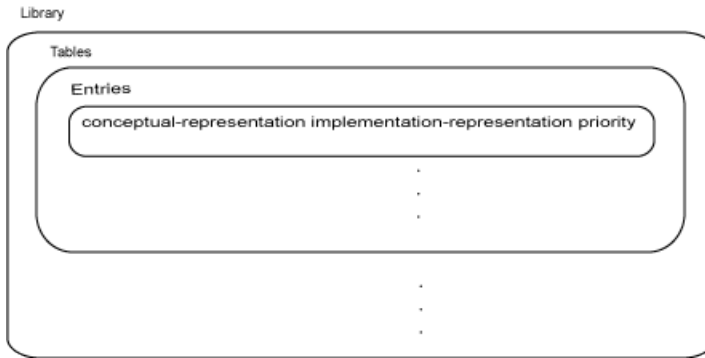 Library
Tables
Entries
conceptual-representation implementation-representation priority